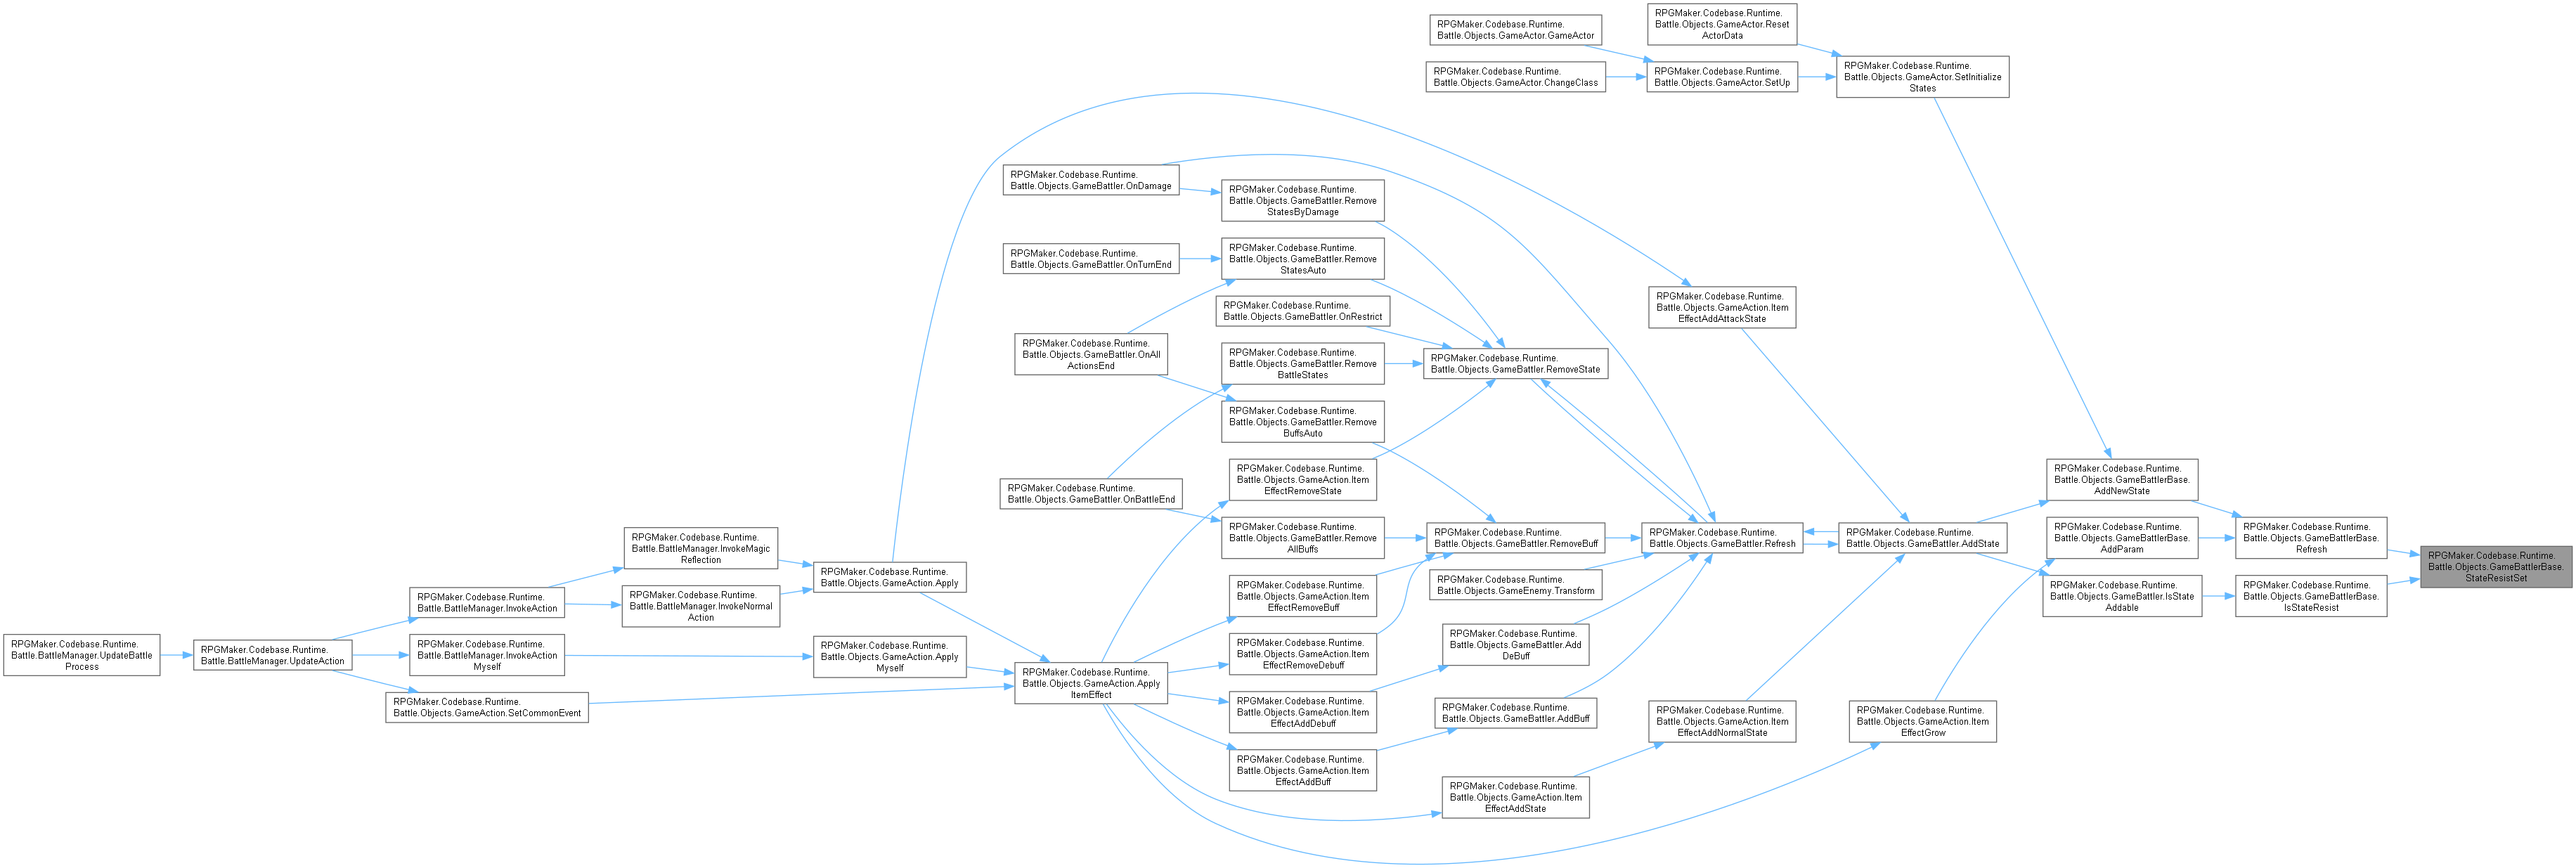 RPGMaker.Codebase.Runtime.
Battle.BattleManager.UpdateBattle
Process
RPGMaker.Codebase.Runtime.
Battle.BattleManager.UpdateAction
RPGMaker.Codebase.Runtime.
Battle.BattleManager.InvokeAction
RPGMaker.Codebase.Runtime.
Battle.BattleManager.InvokeAction
Myself
RPGMaker.Codebase.Runtime.
Battle.Objects.GameAction.SetCommonEvent
RPGMaker.Codebase.Runtime.
Battle.BattleManager.InvokeMagic
Reflection
RPGMaker.Codebase.Runtime.
Battle.BattleManager.InvokeNormal
Action
RPGMaker.Codebase.Runtime.
Battle.Objects.GameAction.Apply
RPGMaker.Codebase.Runtime.
Battle.Objects.GameAction.Apply
Myself
RPGMaker.Codebase.Runtime.
Battle.Objects.GameBattler.OnDamage
RPGMaker.Codebase.Runtime.
Battle.Objects.GameBattler.OnTurnEnd
RPGMaker.Codebase.Runtime.
Battle.Objects.GameBattler.OnAll
ActionsEnd
RPGMaker.Codebase.Runtime.
Battle.Objects.GameBattler.OnBattleEnd
RPGMaker.Codebase.Runtime.
Battle.Objects.GameAction.Apply
ItemEffect
RPGMaker.Codebase.Runtime.
Battle.Objects.GameBattler.Remove
StatesByDamage
RPGMaker.Codebase.Runtime.
Battle.Objects.GameBattler.Remove
StatesAuto
RPGMaker.Codebase.Runtime.
Battle.Objects.GameBattler.OnRestrict
RPGMaker.Codebase.Runtime.
Battle.Objects.GameBattler.Remove
BattleStates
RPGMaker.Codebase.Runtime.
Battle.Objects.GameBattler.Remove
BuffsAuto
RPGMaker.Codebase.Runtime.
Battle.Objects.GameAction.Item
EffectRemoveState
RPGMaker.Codebase.Runtime.
Battle.Objects.GameBattler.Remove
AllBuffs
RPGMaker.Codebase.Runtime.
Battle.Objects.GameAction.Item
EffectRemoveBuff
RPGMaker.Codebase.Runtime.
Battle.Objects.GameAction.Item
EffectRemoveDebuff
RPGMaker.Codebase.Runtime.
Battle.Objects.GameAction.Item
EffectAddDebuff
RPGMaker.Codebase.Runtime.
Battle.Objects.GameAction.Item
EffectAddBuff
RPGMaker.Codebase.Runtime.
Battle.Objects.GameActor.GameActor
RPGMaker.Codebase.Runtime.
Battle.Objects.GameActor.ChangeClass
RPGMaker.Codebase.Runtime.
Battle.Objects.GameBattler.RemoveState
RPGMaker.Codebase.Runtime.
Battle.Objects.GameBattler.RemoveBuff
RPGMaker.Codebase.Runtime.
Battle.Objects.GameEnemy.Transform
RPGMaker.Codebase.Runtime.
Battle.Objects.GameBattler.Add
DeBuff
RPGMaker.Codebase.Runtime.
Battle.Objects.GameBattler.AddBuff
RPGMaker.Codebase.Runtime.
Battle.Objects.GameAction.Item
EffectAddState
RPGMaker.Codebase.Runtime.
Battle.Objects.GameActor.Reset
ActorData
RPGMaker.Codebase.Runtime.
Battle.Objects.GameActor.SetUp
RPGMaker.Codebase.Runtime.
Battle.Objects.GameAction.Item
EffectAddAttackState
RPGMaker.Codebase.Runtime.
Battle.Objects.GameBattler.Refresh
RPGMaker.Codebase.Runtime.
Battle.Objects.GameAction.Item
EffectAddNormalState
RPGMaker.Codebase.Runtime.
Battle.Objects.GameActor.SetInitialize
States
RPGMaker.Codebase.Runtime.
Battle.Objects.GameBattler.AddState
RPGMaker.Codebase.Runtime.
Battle.Objects.GameAction.Item
EffectGrow
RPGMaker.Codebase.Runtime.
Battle.Objects.GameBattlerBase.
AddNewState
RPGMaker.Codebase.Runtime.
Battle.Objects.GameBattlerBase.
AddParam
RPGMaker.Codebase.Runtime.
Battle.Objects.GameBattler.IsState
Addable
RPGMaker.Codebase.Runtime.
Battle.Objects.GameBattlerBase.
Refresh
RPGMaker.Codebase.Runtime.
Battle.Objects.GameBattlerBase.
IsStateResist
RPGMaker.Codebase.Runtime.
Battle.Objects.GameBattlerBase.
StateResistSet